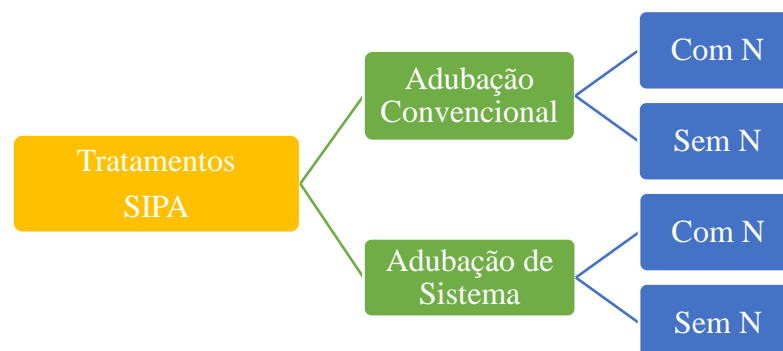 Tratamentos
SIPA
Adubação
Convencional
Com N
Sem N
Adubação de
Sistema
Com N
Sem N